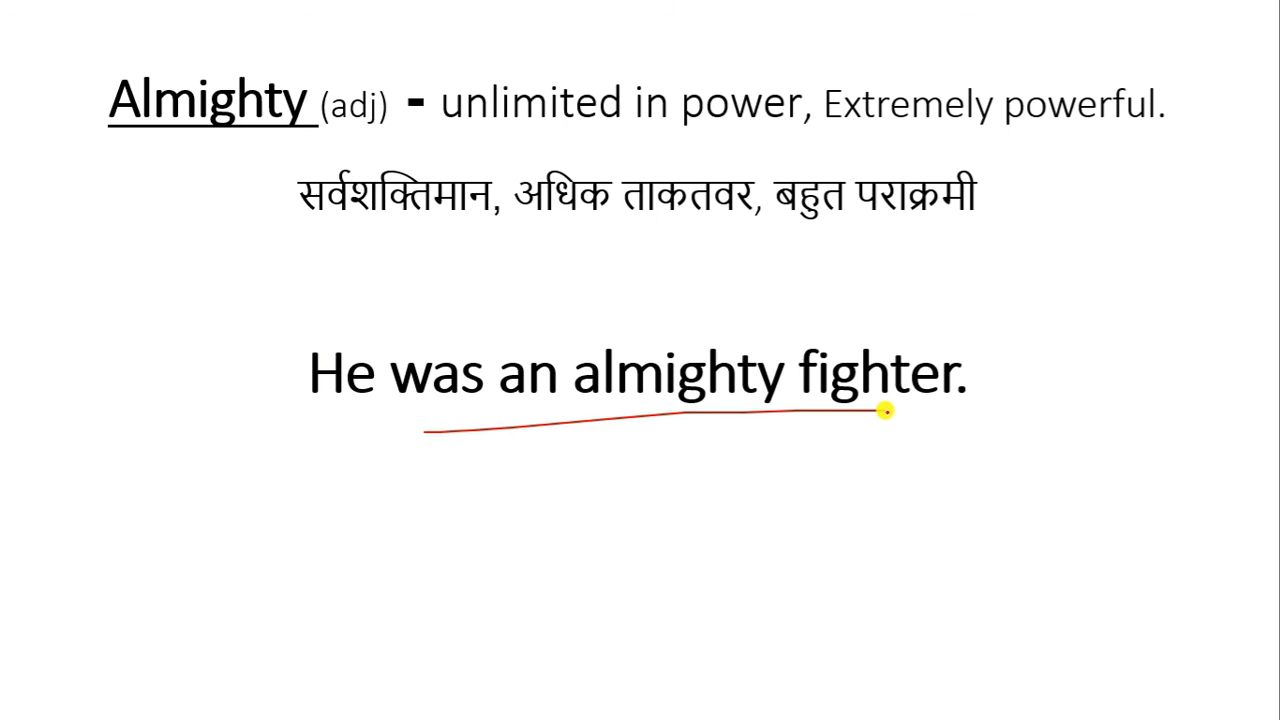 Almighty (adj) - unlimited in power, Extremely powerful.
सर्वशक्तिमान, अधिक ताकतवर, बहुत पराक्रमी
He was an almighty fighter.